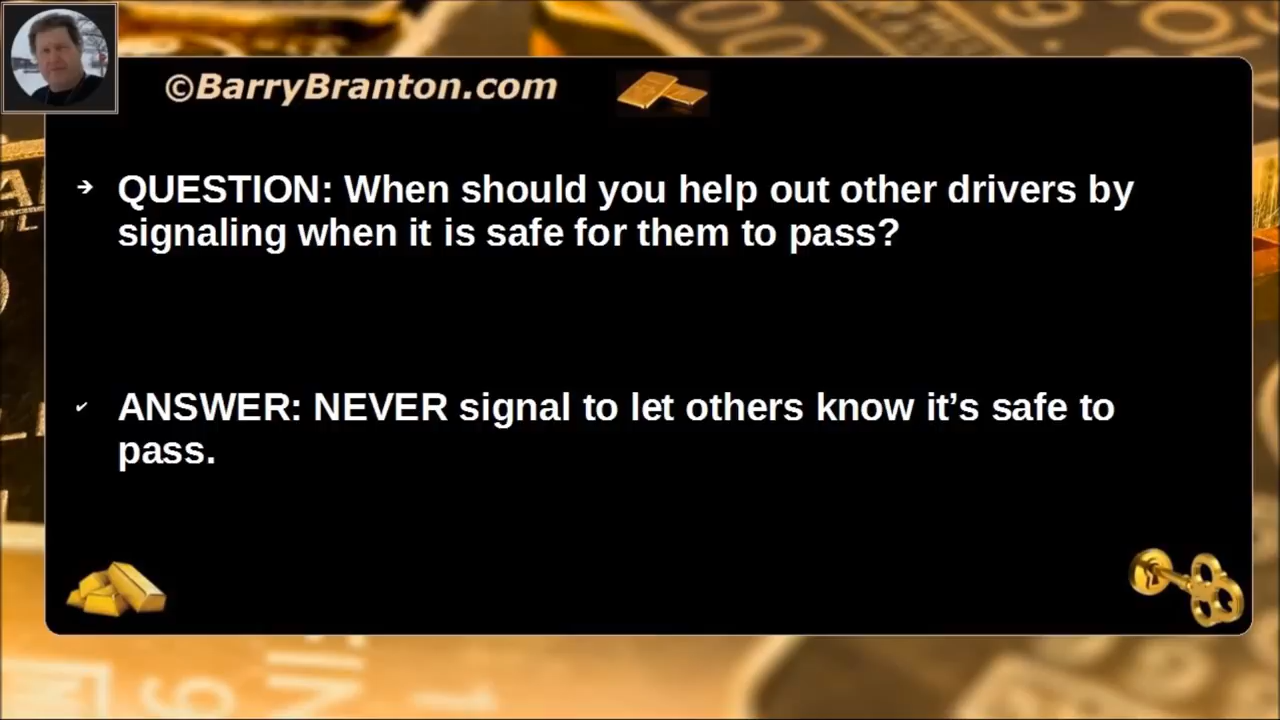 ©BarryBranton.com
QUESTION: When should you help out other drivers by
signaling when it is safe for them to pass?
ANSWER: NEVER signal to let others know it’s safe to
pass.